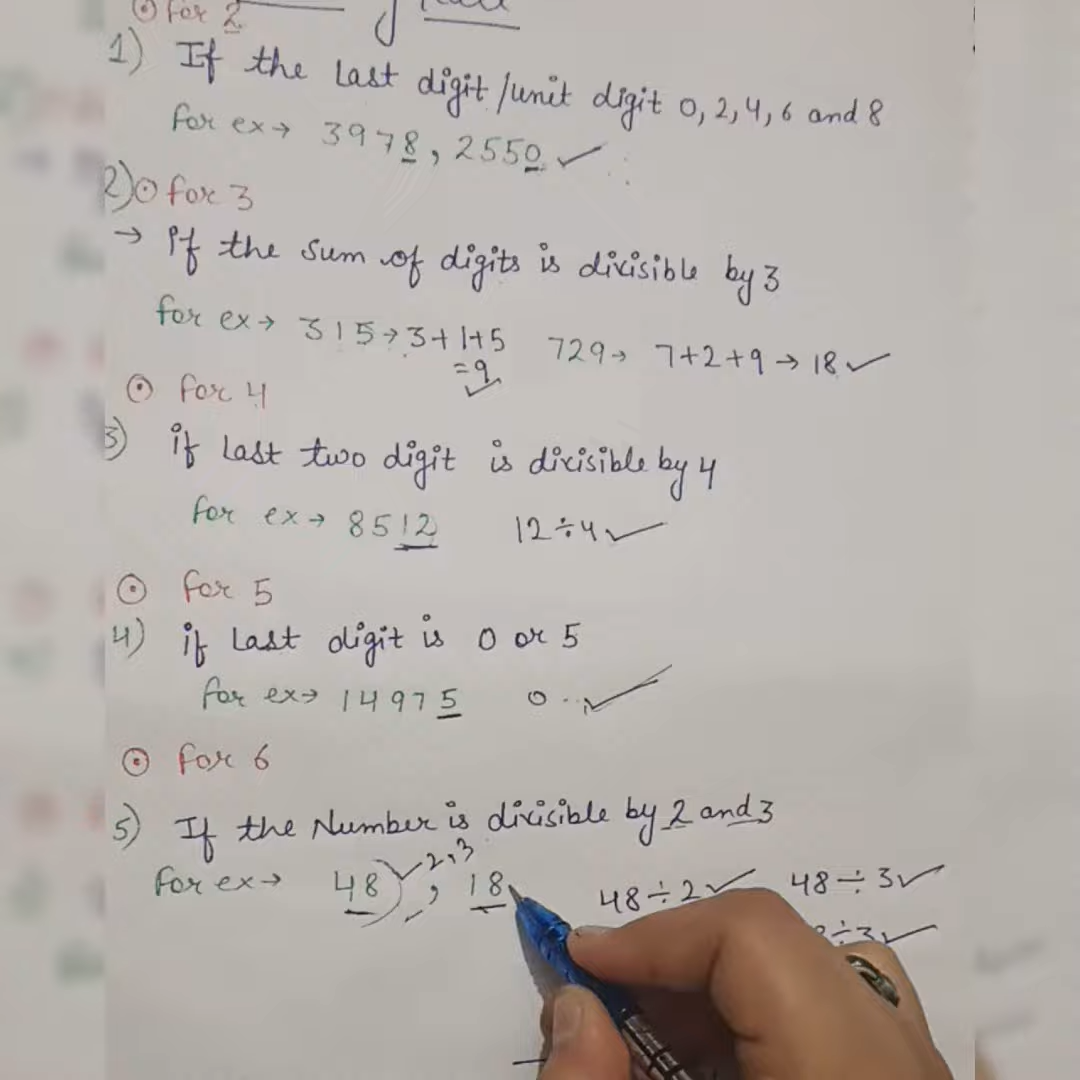 ⊙ for 2
1) If the last digit/unit digit 0, 2, 4, 6 and 8
for ex→ 3978, 2550 ✓
2) ⊙ for 3
→ If the sum of digits is divisible by 3
for ex→ 315→3+1+5 729→ 7+2+9→18 ✓
=9 ✓
⊙ for 4
3) if last two digit is divisible by 4
for ex→ 8512 12÷4 ✓
⊙ for 5
4) if last digit is 0 or 5
for ex→ 14975 0 ✓
⊙ for 6
5) If the Number is divisible by 2 and 3
for ex→ 48 ✓2,3 , 18 48÷2 ✓ 48÷3 ✓
÷3 ✓